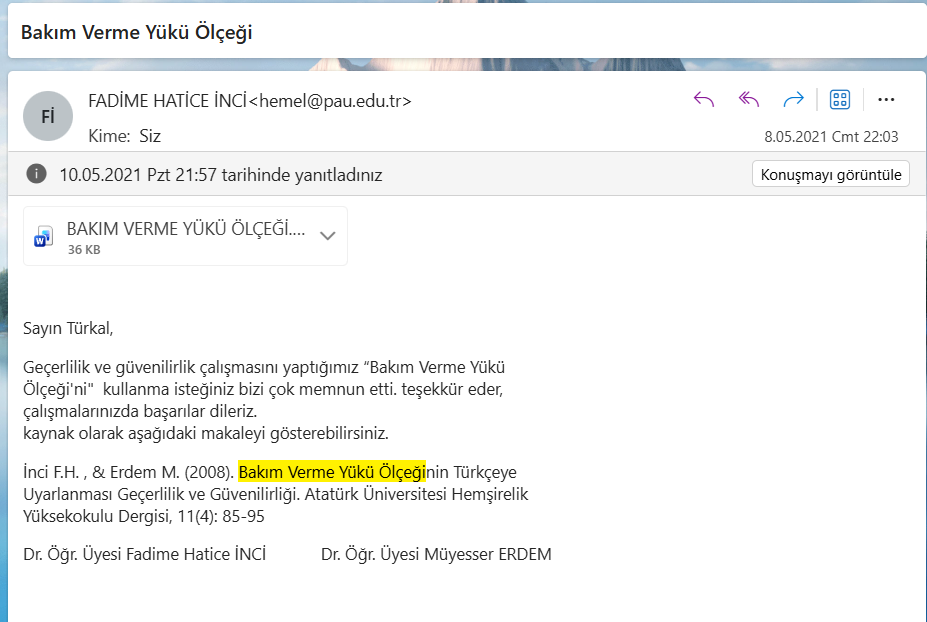 Bakım Verme Yükü Ölçeği
Fİ
FADİME HATİCE İNCİ<hemel@pau.edu.tr>
Kime: Siz
8.05.2021 Cmt 22:03
10.05.2021 Pzt 21:57 tarihinde yanıtladınız
Konuşmayı görüntüle
BAKIM VERME YÜKÜ ÖLÇEĞİ....
36 KB
Sayın Türkal,
Geçerlilik ve güvenilirlik çalışmasını yaptığımız “Bakım Verme Yükü
Ölçeği'ni" kullanma isteğiniz bizi çok memnun etti. teşekkür eder,
çalışmalarınızda başarılar dileriz.
kaynak olarak aşağıdaki makaleyi gösterebilirsiniz.
İnci F.H. , & Erdem M. (2008). Bakım Verme Yükü Ölçeğinin Türkçeye
Uyarlanması Geçerlilik ve Güvenilirliği. Atatürk Üniversitesi Hemşirelik
Yüksekokulu Dergisi, 11(4): 85-95
Dr. Öğr. Üyesi Fadime Hatice İNCİ Dr. Öğr. Üyesi Müyesser ERDEM